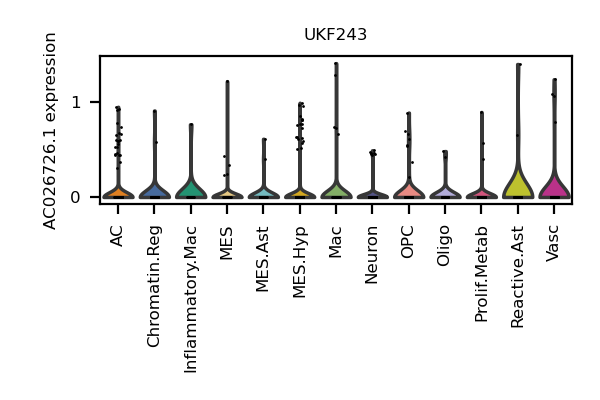 UKF243
AC026726.1 expression
1
0
AC
Chromatin.Reg
Inflammatory.Mac
MES
MES.Ast
MES.Hyp
Mac
Neuron
OPC
Oligo
Prolif.Metab
Reactive.Ast
Vasc